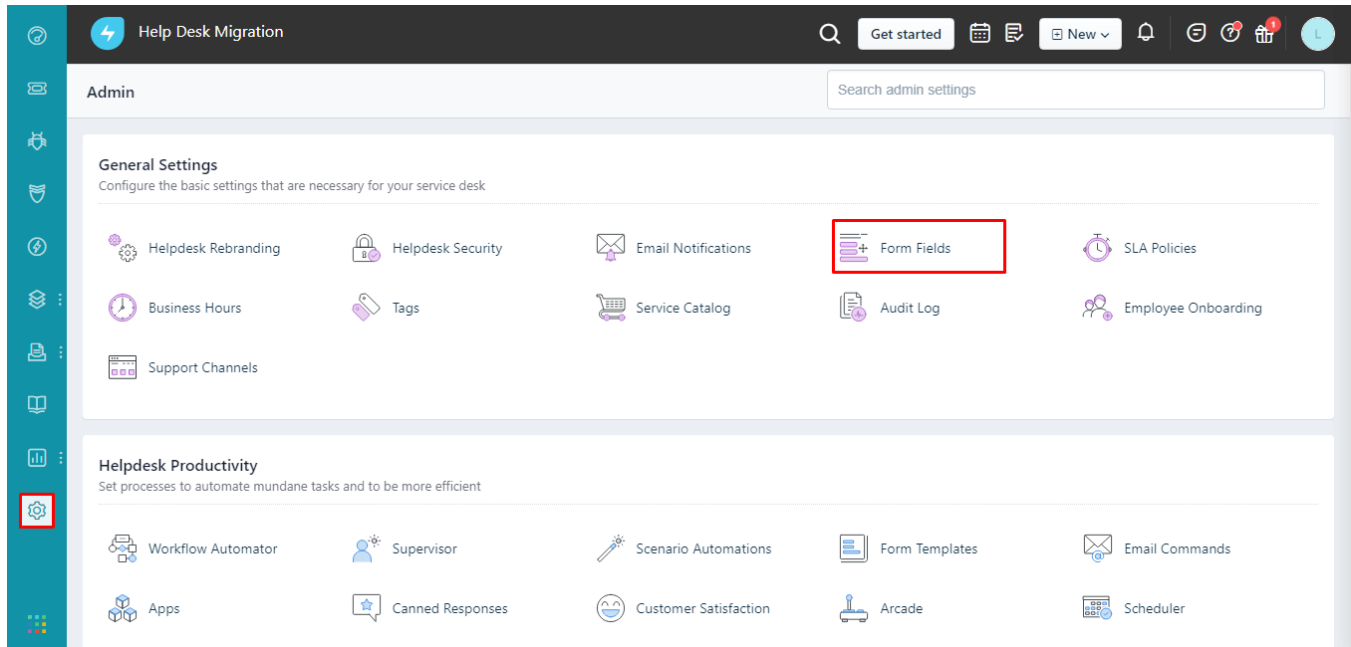 Help Desk Migration
Get started
New
1
L
Admin
Search admin settings
General Settings
Configure the basic settings that are necessary for your service desk
Helpdesk Rebranding
Helpdesk Security
Email Notifications
Form Fields
SLA Policies
Business Hours
Tags
Service Catalog
Audit Log
Employee Onboarding
Support Channels
Helpdesk Productivity
Set processes to automate mundane tasks and to be more efficient
Workflow Automator
Supervisor
Scenario Automations
Form Templates
Email Commands
Apps
Canned Responses
Customer Satisfaction
Arcade
Scheduler